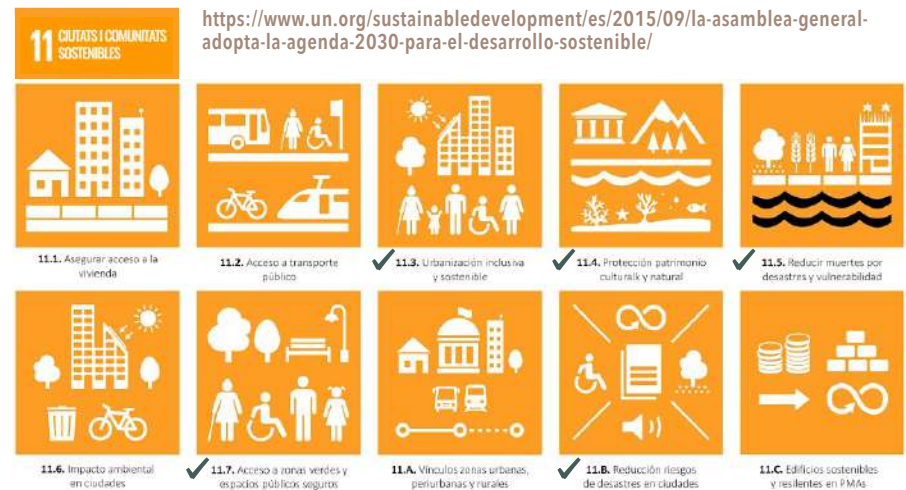 11 CIUTATS I COMUNITATS
SOSTENIBLES
https://www.un.org/sustainabledevelopment/es/2015/09/la-asamblea-general-
adopta-la-agenda-2030-para-el-desarrollo-sostenible/
11.1. Asegurar acceso a la
vivienda
11.2. Acceso a transporte
público
11.3. Urbanización inclusiva
y sostenible
11.4. Protección patrimonio
culturalk y natural
11.5. Reducir muertes por
desastres y vulnerabilidad
11.6. Impacto ambiental
en ciudades
11.7. Acceso a zonas verdes y
espacios públicos seguros
11.A. Vínculos zonas urbanas,
periurbanas y rurales
11.B. Reducción riesgos
de desastres en ciudades
11.C. Edificios sostenibles
y resilentes en PMAs